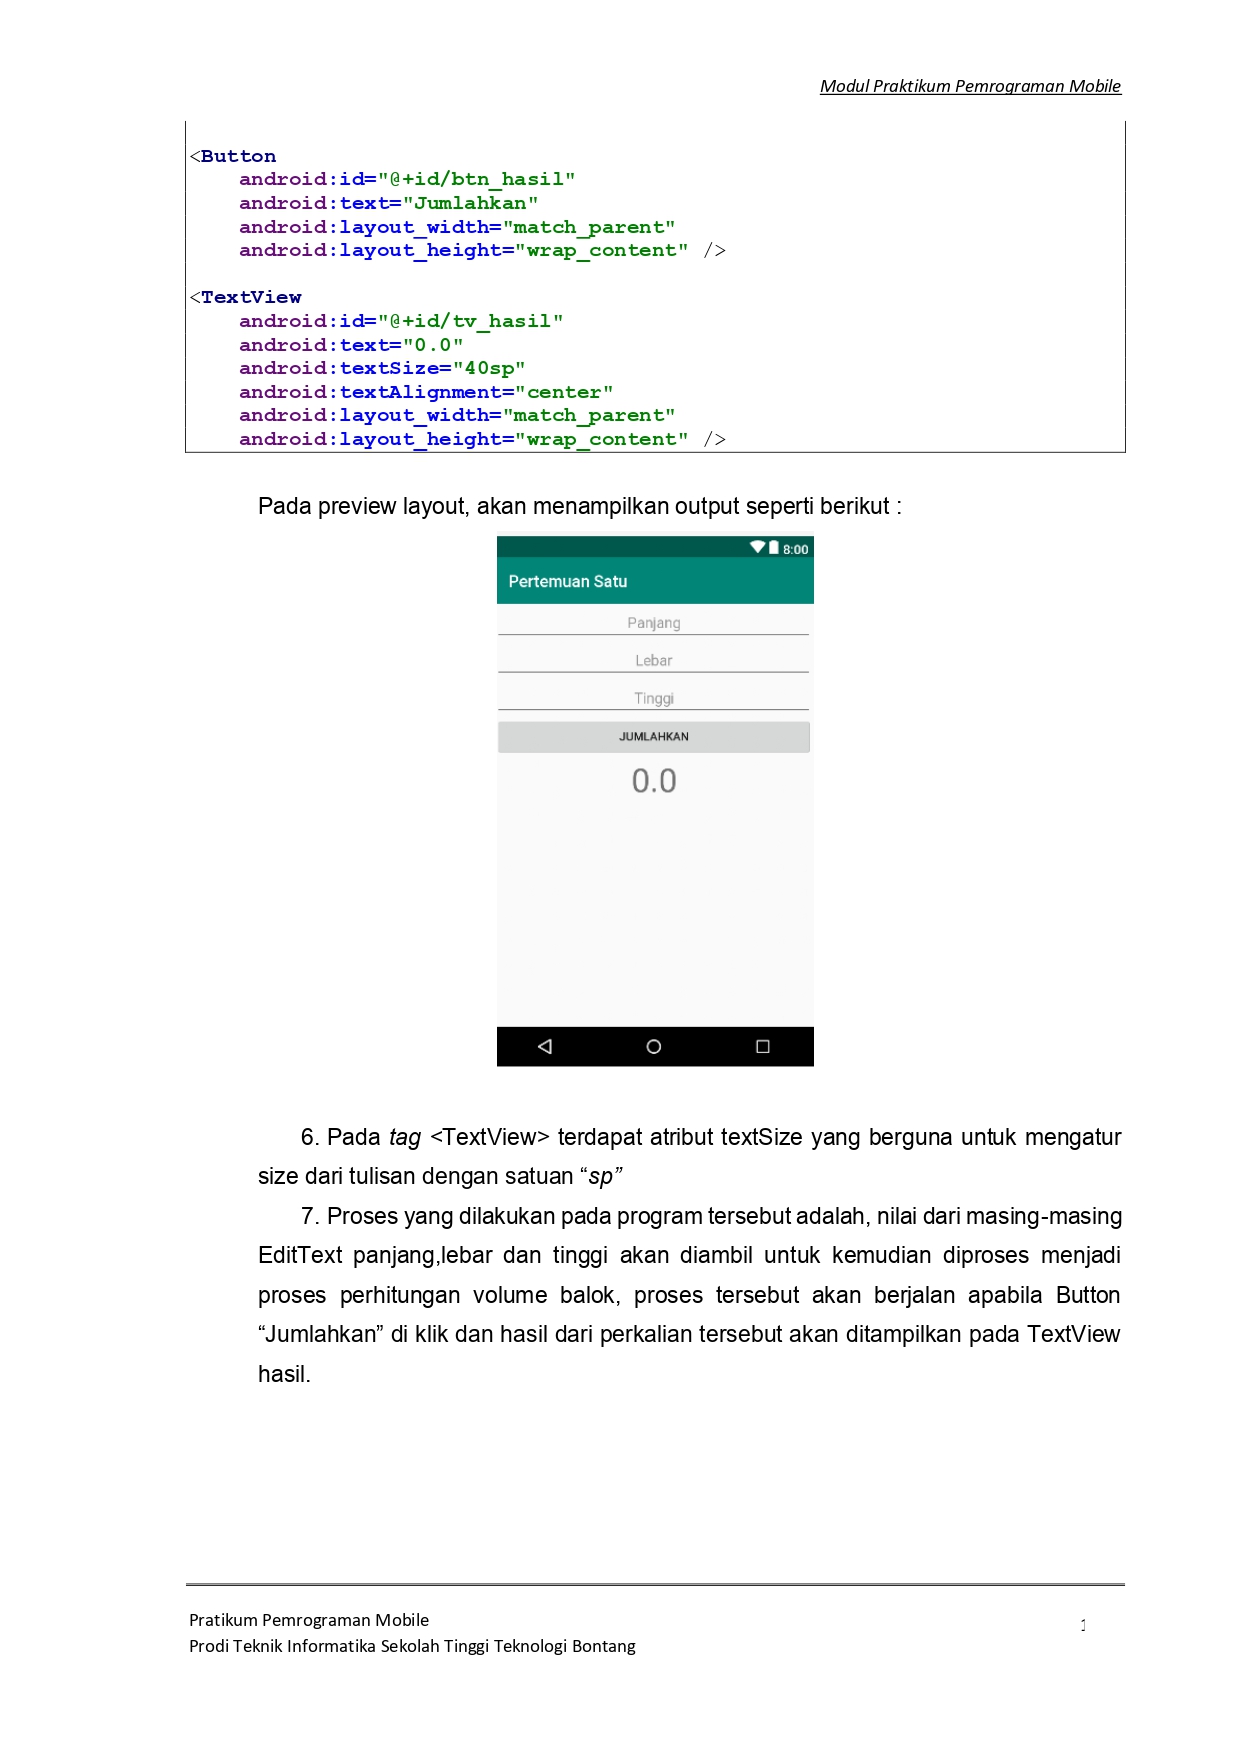 Modul Praktikum Pemrograman Mobile
<Button
android:id="@+id/btn_hasil"
android:text="Jumlahkan"
android:layout_width="match_parent"
android:layout_height="wrap_content" />
<TextView
android:id="@+id/tv_hasil"
android:text="0.0"
android:textSize="40sp"
android:textAlignment="center"
android:layout_width="match_parent"
android:layout_height="wrap_content" />
Pada preview layout, akan menampilkan output seperti berikut :
8:00
Pertemuan Satu
Panjang
Lebar
Tinggi
JUMLAHKAN
0.0
6. Pada tag <TextView> terdapat atribut textSize yang berguna untuk mengatur
size dari tulisan dengan satuan “sp”
7. Proses yang dilakukan pada program tersebut adalah, nilai dari masing-masing
EditText panjang,lebar dan tinggi akan diambil untuk kemudian diproses menjadi
proses perhitungan volume balok, proses tersebut akan berjalan apabila Button
“Jumlahkan” di klik dan hasil dari perkalian tersebut akan ditampilkan pada TextView
hasil.
Pratikum Pemrograman Mobile
Prodi Teknik Informatika Sekolah Tinggi Teknologi Bontang